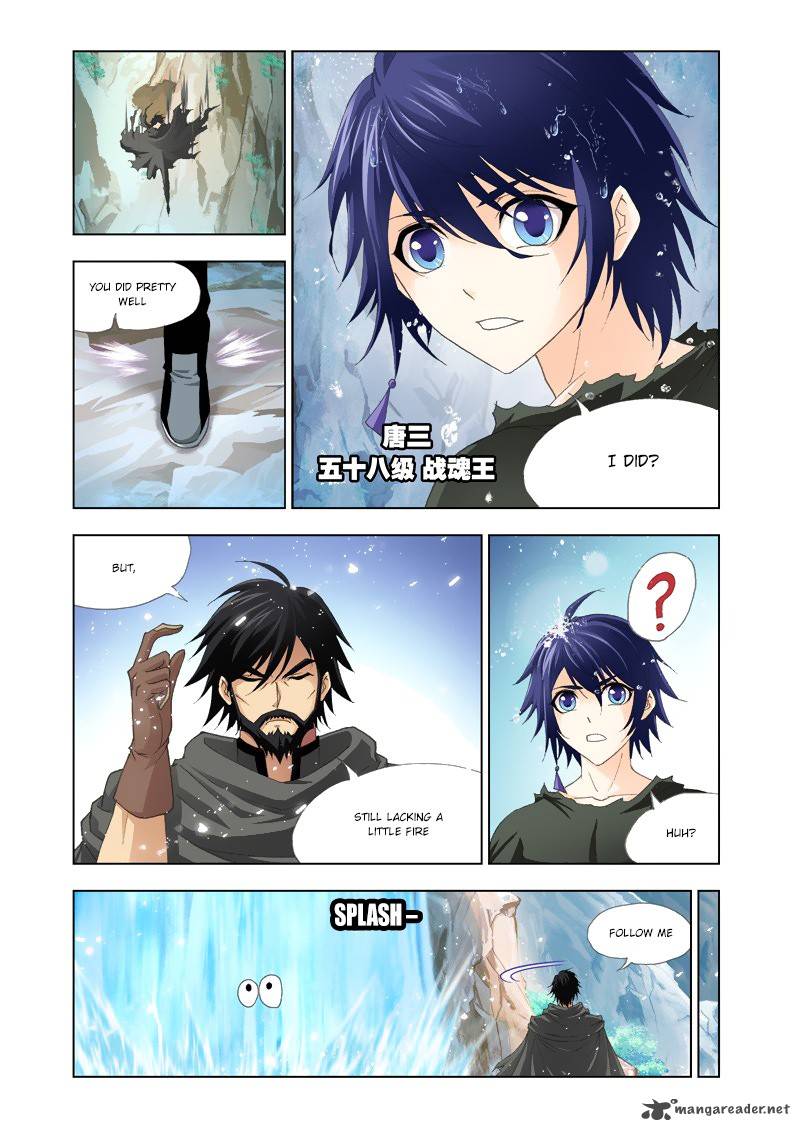 YOU DID PRETTY
WELL
唐三
五十八级 战魂王
I DID?
BUT,
STILL LACKING A
LITTLE FIRE
?
HUH?
SPLASH –
FOLLOW ME
mangareader.net